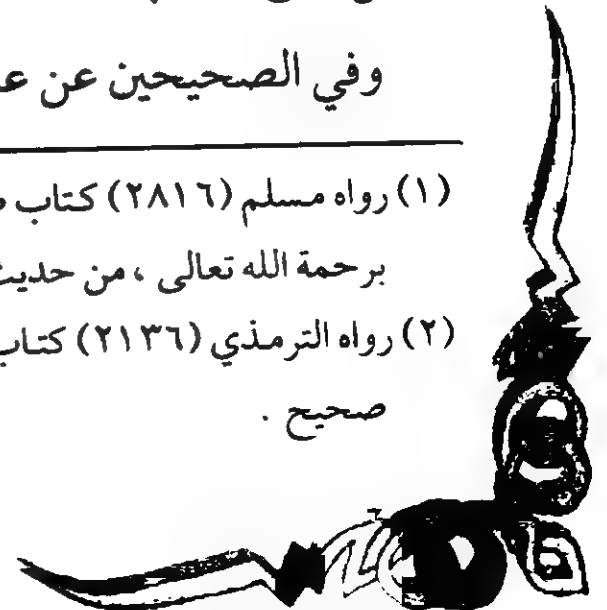 وفي الصحيحين عن
(١) رواه مسلم (٢٨١٦) كتاب
برحمة الله تعالى ، من حديث
(٢) رواه الترمذي (٢١٣٦) كتاب
صحيح .